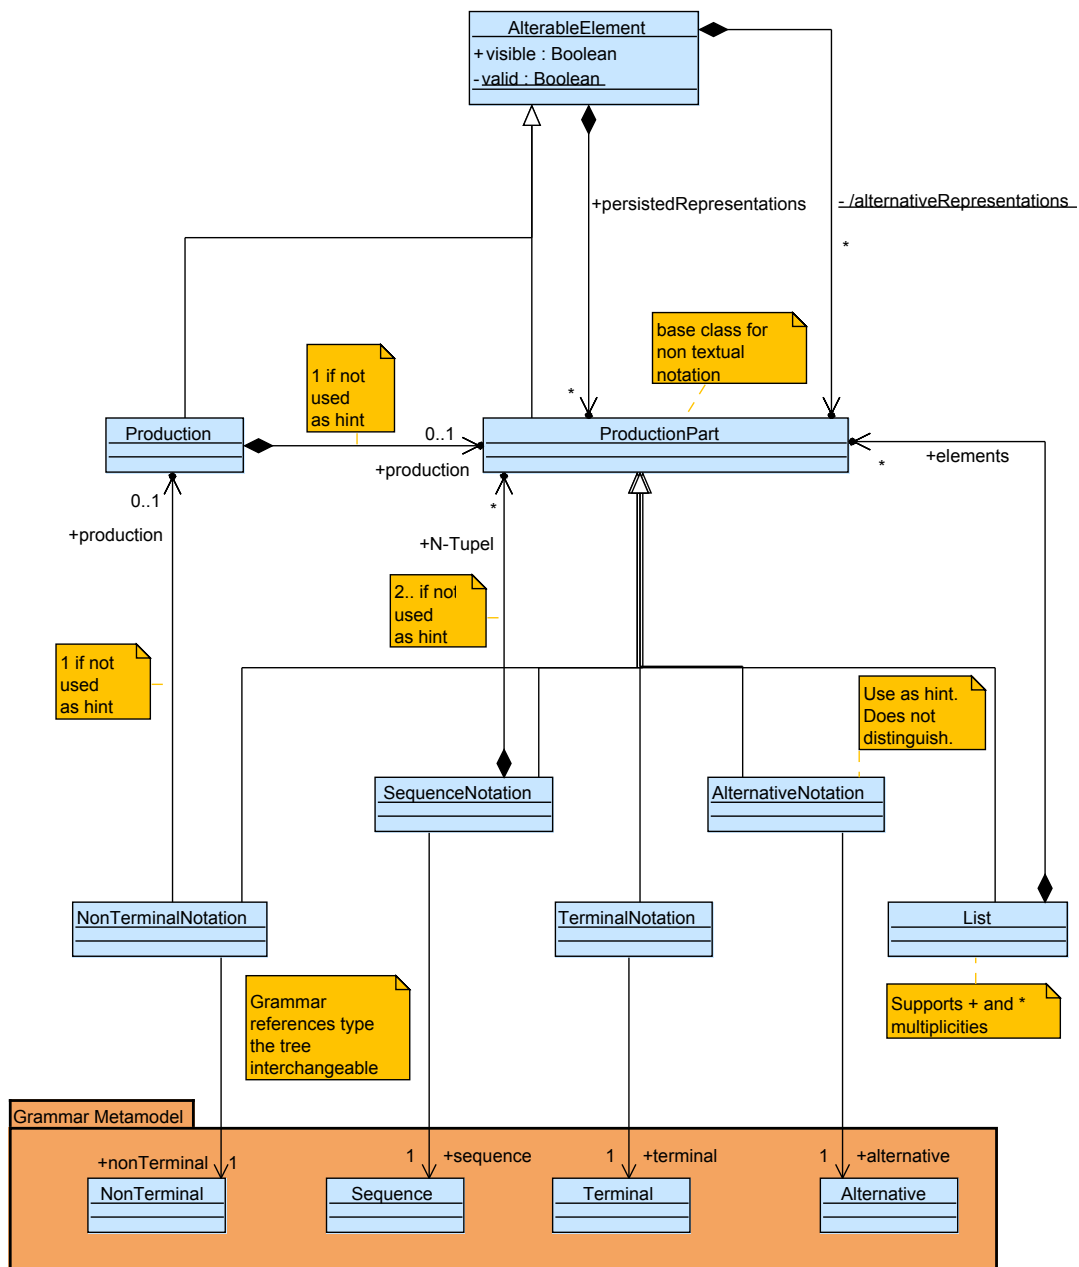 AlterableElement
+ visible : Boolean
- valid : Boolean
+persistedRepresentations
- /alternativeRepresentations
*
base class for
non textual
notation
1 if not
used
as hint
*
Production
0..1
ProductionPart
+production
*
+elements
0..1
*
+production
+N-Tupel
2.. if not
used
as hint
1 if not
used
as hint
Use as hint.
Does not
distinguish.
SequenceNotation
AlternativeNotation
NonTerminalNotation
TerminalNotation
List
Grammar
references type
the tree
interchangeable
Supports + and *
multiplicities
Grammar Metamodel
+nonTerminal 1
1 +sequence
1 +terminal
1 +alternative
NonTerminal
Sequence
Terminal
Alternative